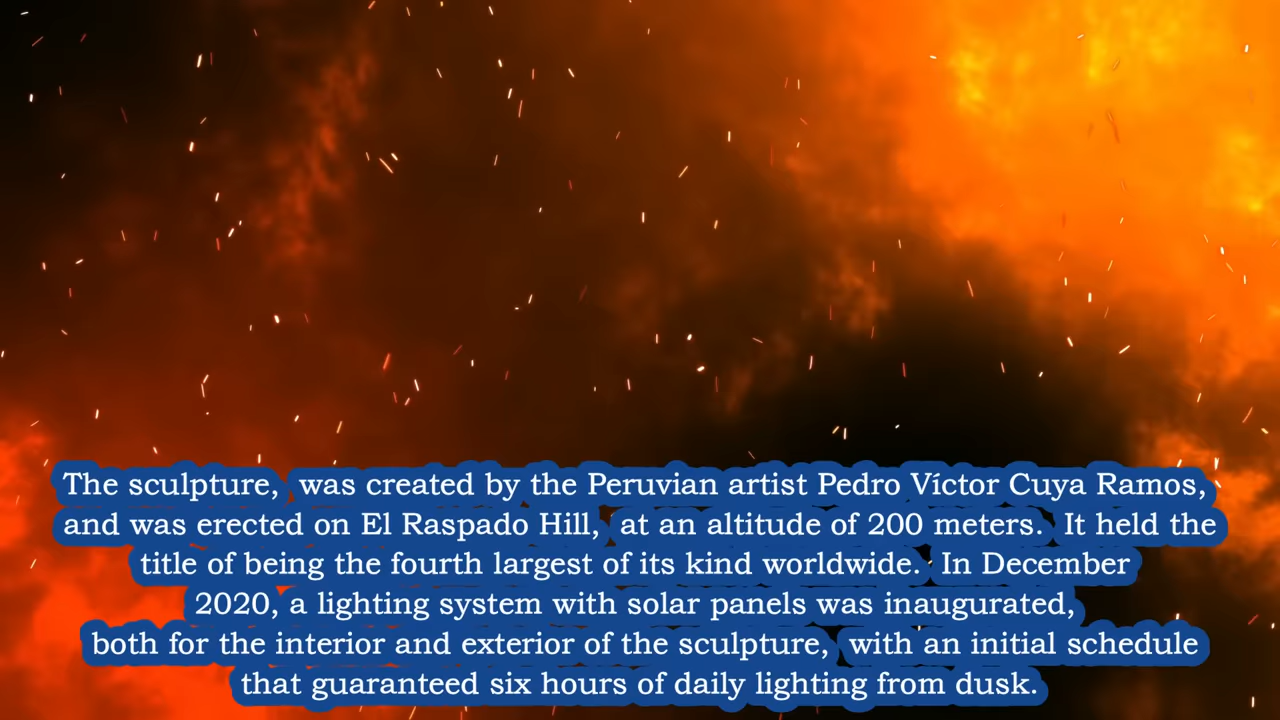 The sculpture, was created by the Peruvian artist Pedro Víctor Cuya Ramos,
and was erected on El Raspado Hill, at an altitude of 200 meters. It held the
title of being the fourth largest of its kind worldwide. In December
2020, a lighting system with solar panels was inaugurated,
both for the interior and exterior of the sculpture, with an initial schedule
that guaranteed six hours of daily lighting from dusk.